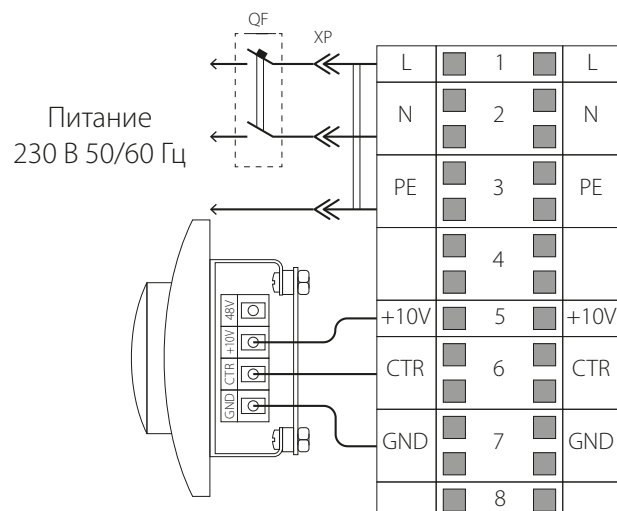 QF
XP
L 1 L
Питание
230 В 50/60 Гц
N 2 N
PE 3 PE
4
48V
+10V
CTR
GND
+10V 5 +10V
CTR 6 CTR
GND 7 GND
8